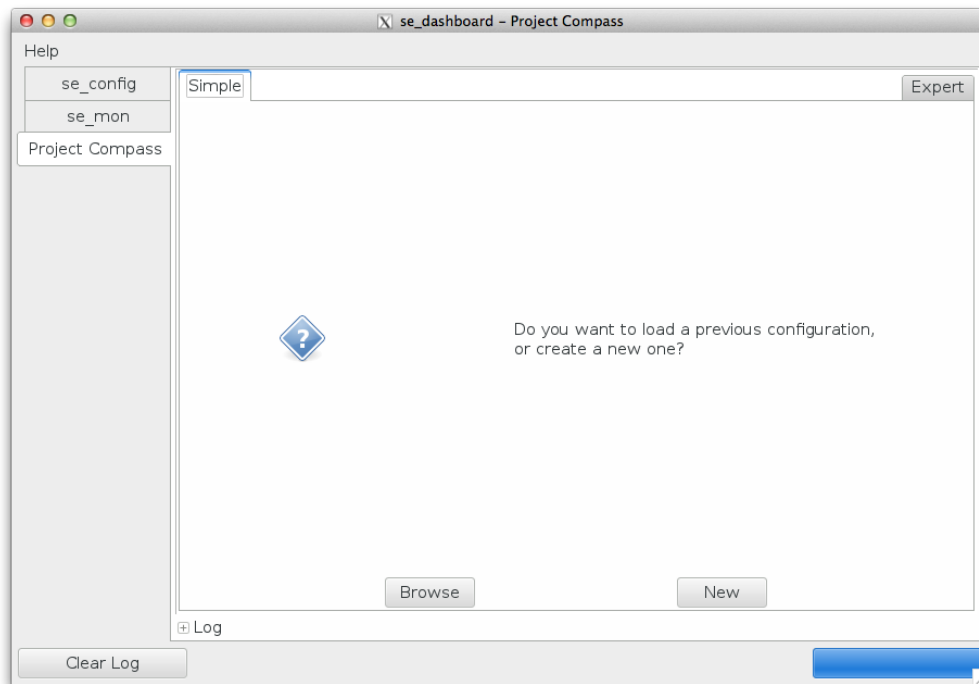 se_dashboard – Project Compass
Help
se_config
se_mon
Project Compass
Simple
Expert
?
Do you want to load a previous configuration,
or create a new one?
Browse
New
Log
Clear Log